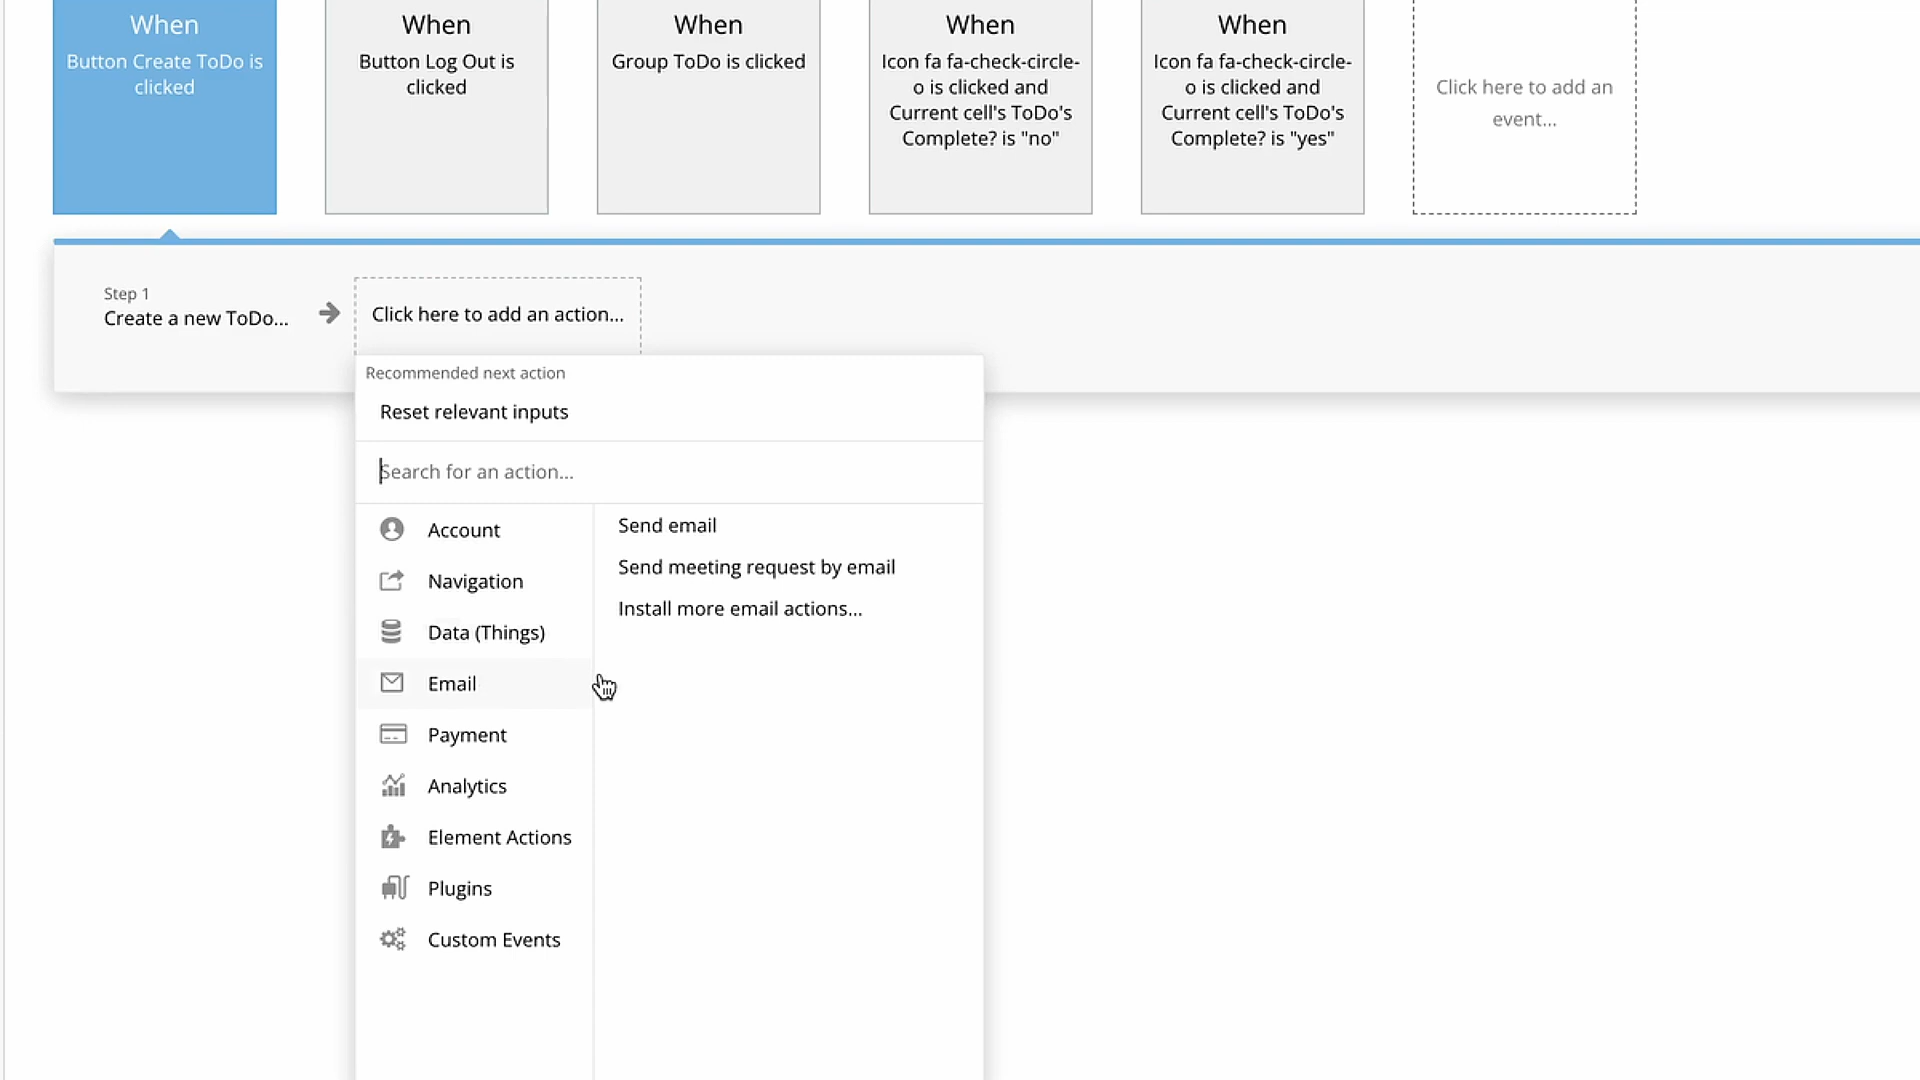 When
Button Create ToDo is
clicked
When
Button Log Out is
clicked
When
Group ToDo is clicked
When
Icon fa fa-check-circle-
o is clicked and
Current cell's ToDo's
Complete? is "no"
When
Icon fa fa-check-circle-
o is clicked and
Current cell's ToDo's
Complete? is "yes"
Click here to add an
event...
Step 1
Create a new ToDo...
Click here to add an action...
Recommended next action
Reset relevant inputs
Search for an action...
Account
Navigation
Data (Things)
Email
Payment
Analytics
Element Actions
Plugins
Custom Events
Send email
Send meeting request by email
Install more email actions...